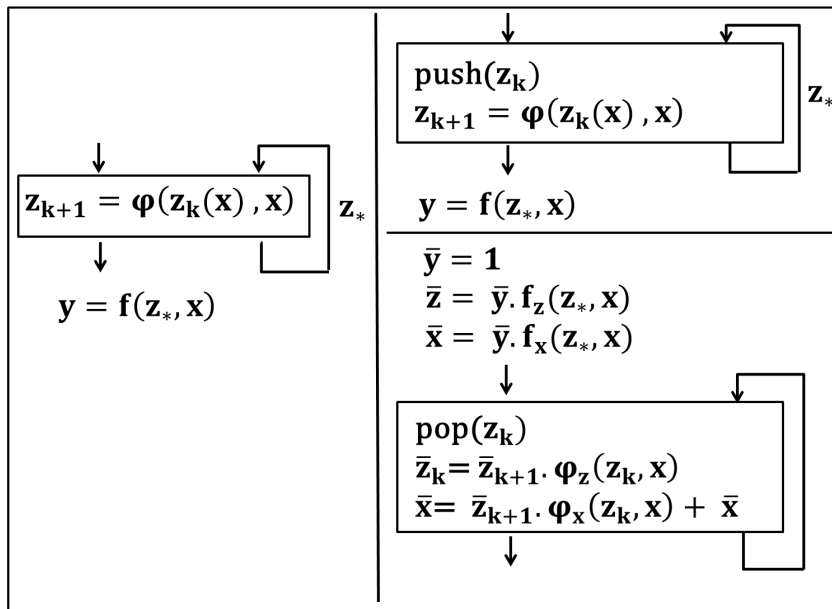 z_{k+1} = φ(z_k(x) , x)
z_*
y = f(z_*, x)
push(z_k)
z_{k+1} = φ(z_k(x) , x)
z_*
y = f(z_*, x)
ȳ = 1
z̄ = ȳ. f_z(z_*, x)
x̄ = ȳ. f_x(z_*, x)
pop(z_k)
z̄_k= z̄_{k+1}. φ_z(z_k, x)
x̄= z̄_{k+1}. φ_x(z_k, x) + x̄